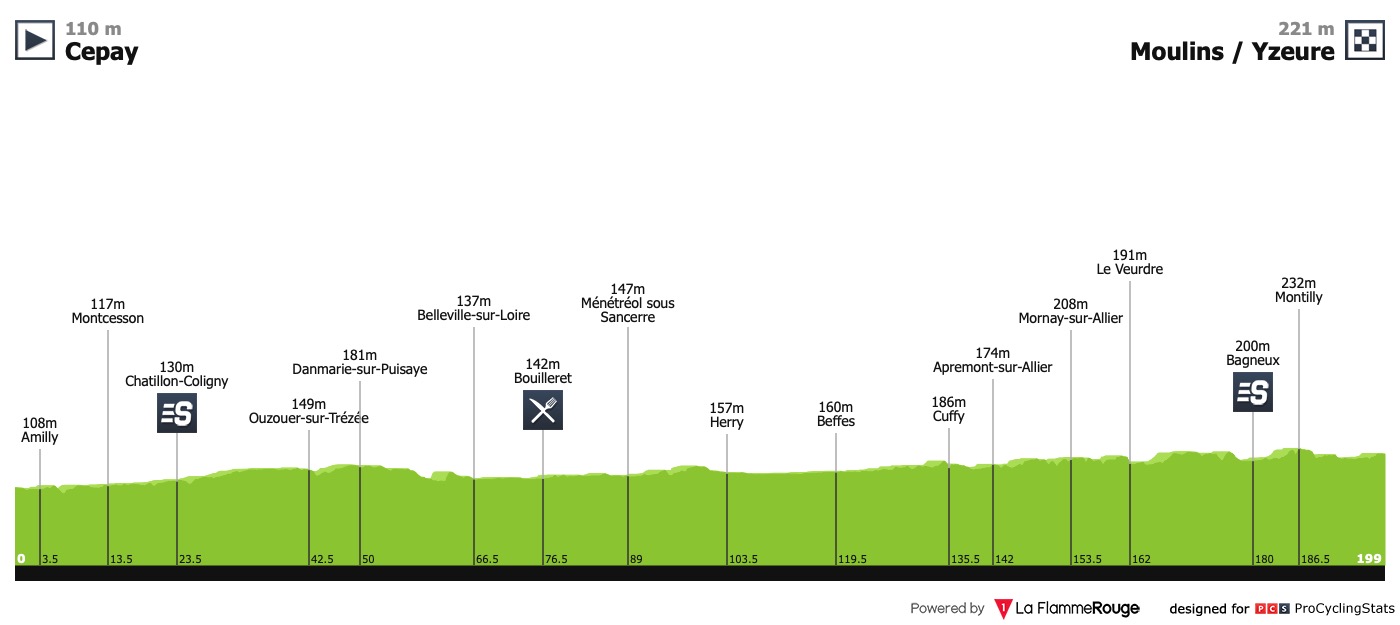 110 m
Cepay
221 m
Moulins / Yzeure
108m
Amilly
117m
Montcesson
130m
Chatillon-Coligny
S
149m
Ouzouer-sur-Trézée
181m
Danmarie-sur-Puisaye
137m
Belleville-sur-Loire
142m
Bouilleret
147m
Ménétréol sous
Sancerre
157m
Herry
160m
Beffes
186m
Cuffy
174m
Apremont-sur-Allier
208m
Mornay-sur-Allier
191m
Le Veurdre
200m
Bagneux
S
232m
Montilly
0 3.5 13.5 23.5 42.5 50 66.5 76.5 89 103.5 119.5 135.5 142 153.5 162 180 186.5 199
Powered by 1 La FlammeRouge designed for PCS ProCyclingStats